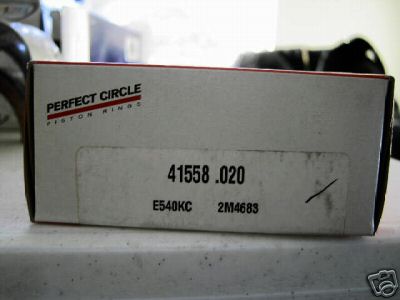 PERFECT CIRCLE
PISTON RINGS
41558 .020
E540KC 2M4683